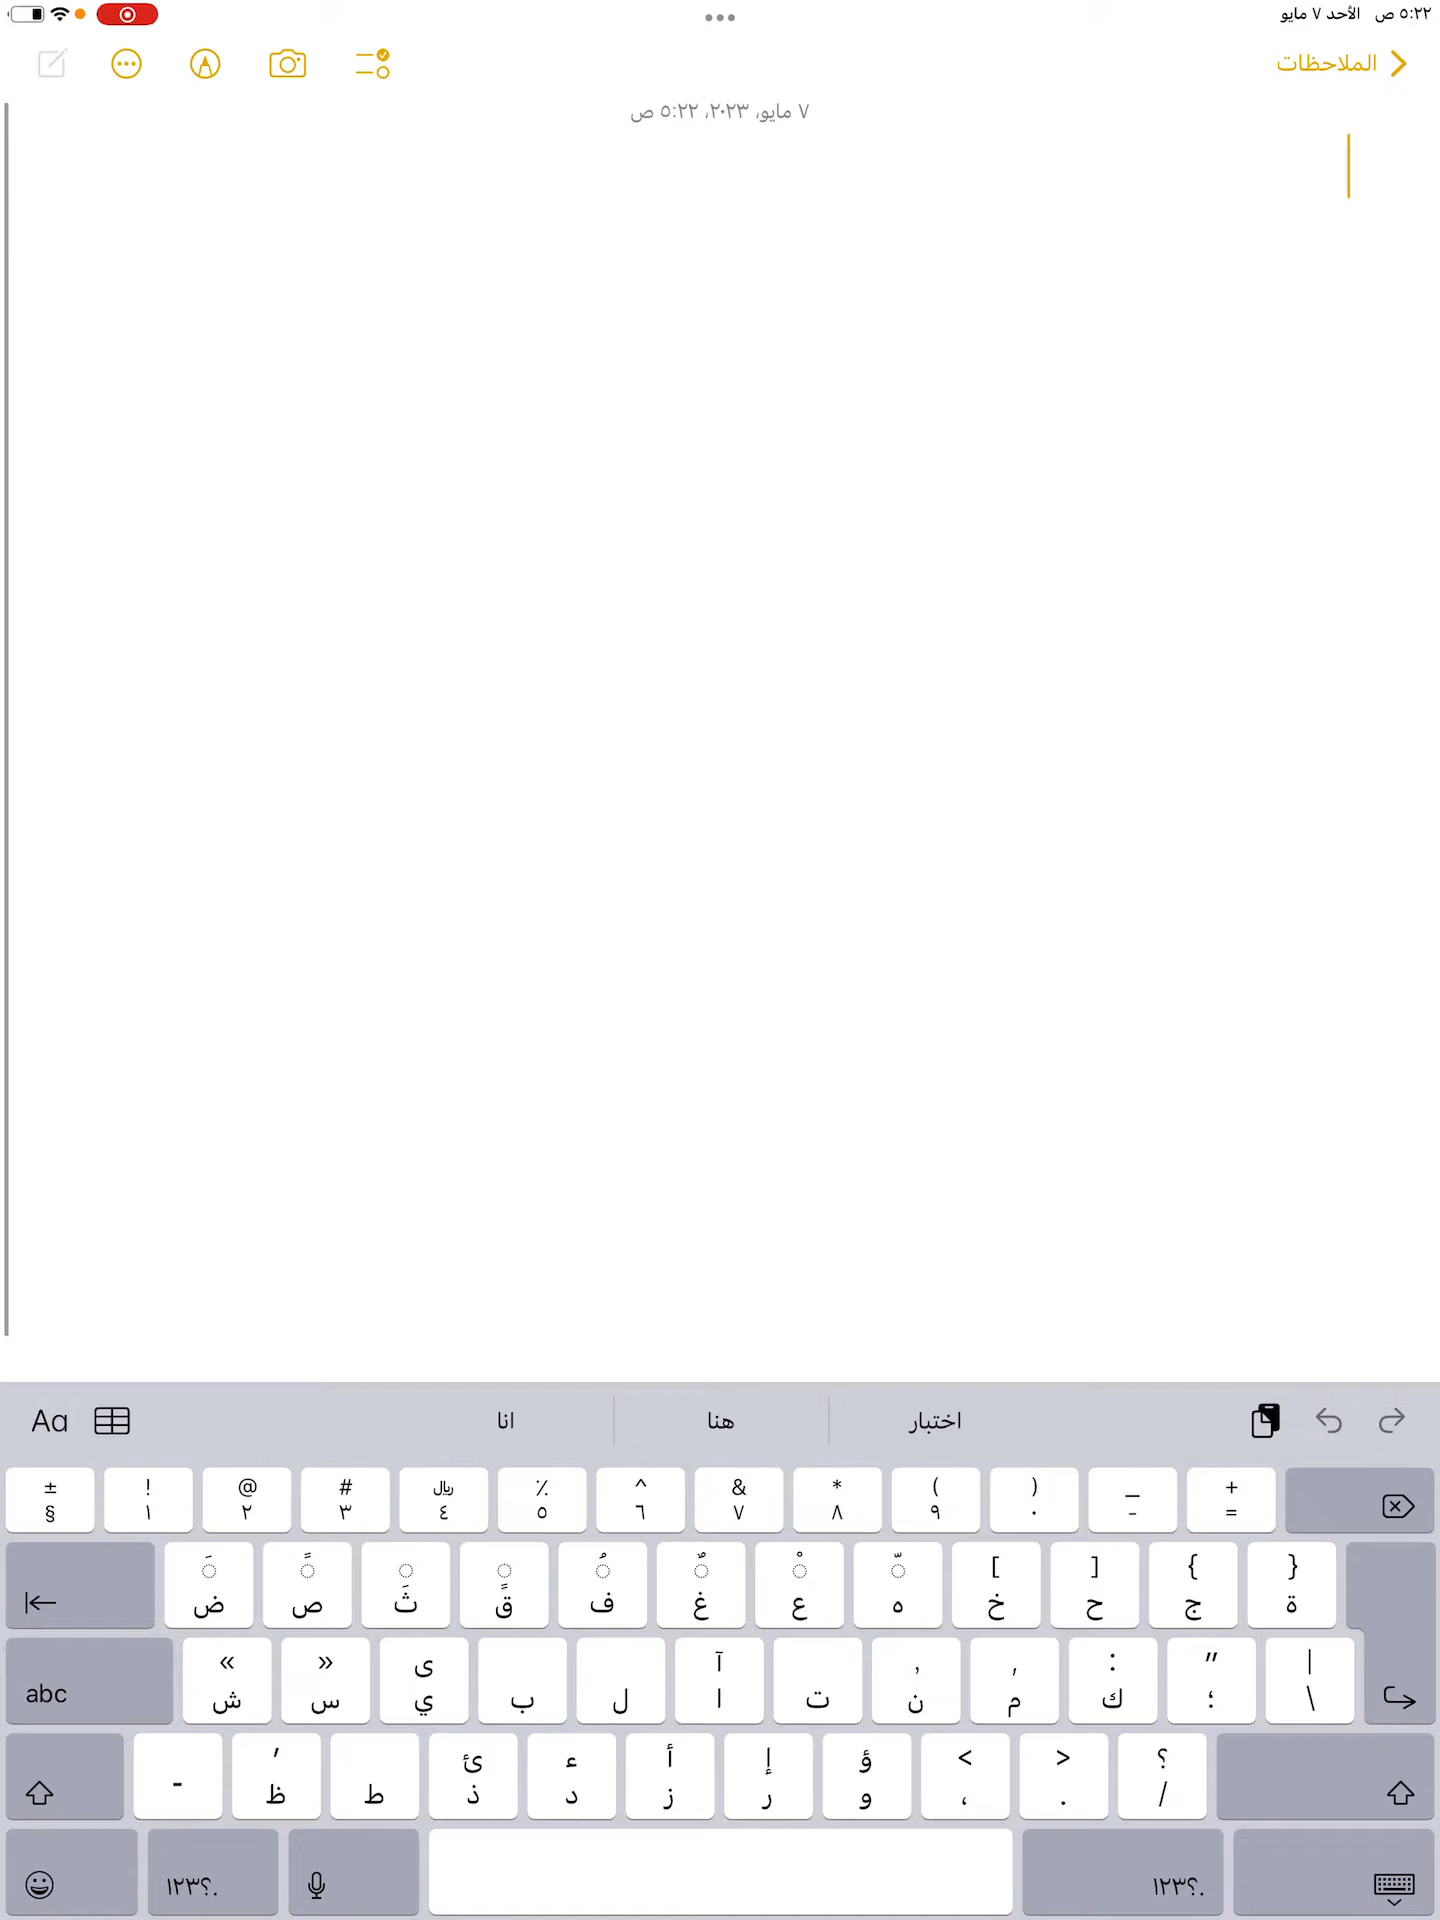 ٥:٢٢ ص الأحد ٧ مايو
الملاحظات
٧ مايو، ٢٠٢٣، ٥:٢٢ ص
Aa انا هنا اختبار
± ! @ # ﷼ ٪ ^ & * ( ) _ +
§ ١ ٢ ٣ ٤ ٥ ٦ ٧ ٨ ٩ ٠ - =
َ ً ِ ٍ ُ ٌ ْ ّ [ ] { }
ض ص ث ق ف غ ع ه خ ح ج ة
« » ى آ ’ , : " |
abc ش س ي ب ل ا ت ن م ك ؛ \
ʼ ئ ء أ إ ؤ < > ؟
- ظ ط ذ د ز ر و ، . /
.؟١٢٣ .؟١٢٣